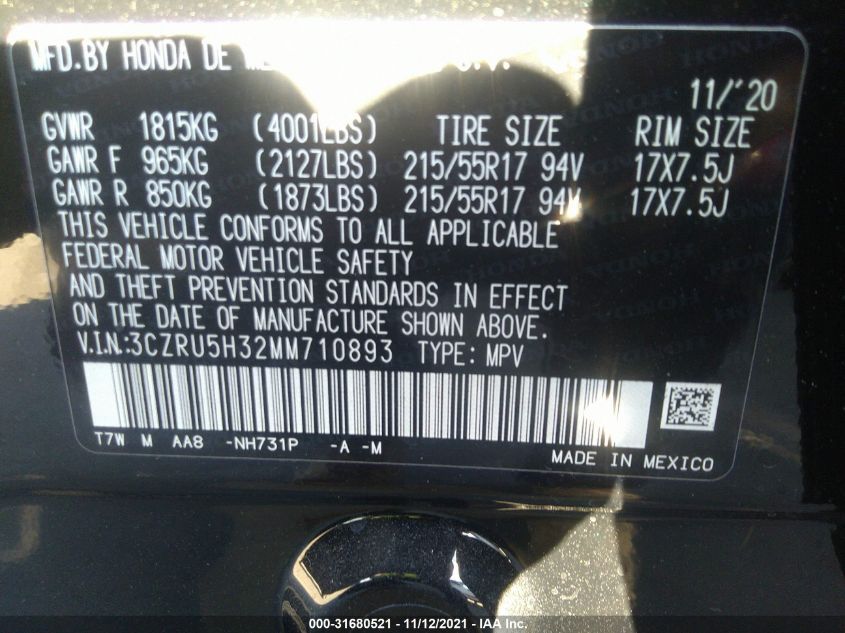 MFD.BY HONDA DE
11/'20
GVWR 1815KG (4001LBS) TIRE SIZE RIM SIZE
GAWR F 965KG (2127LBS) 215/55R17 94V 17X7.5J
GAWR R 850KG (1873LBS) 215/55R17 94V 17X7.5J
THIS VEHICLE CONFORMS TO ALL APPLICABLE
FEDERAL MOTOR VEHICLE SAFETY
AND THEFT PREVENTION STANDARDS IN EFFECT
ON THE DATE OF MANUFACTURE SHOWN ABOVE.
V.I.N:3CZRU5H32MM710893 TYPE: MPV
T7W M AA8 -NH731P -A -M
MADE IN MEXICO
000-31680521 - 11/12/2021 - IAA Inc.